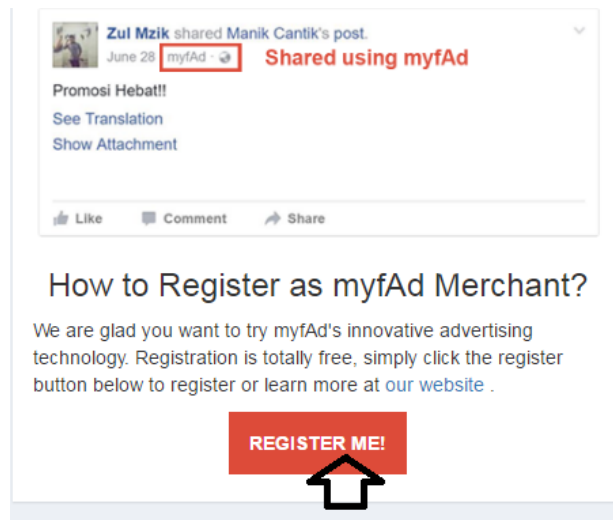 Zul Mzik shared Manik Cantik's post.
June 28 myfAd · Shared using myfAd
Promosi Hebat!!
See Translation
Show Attachment
Like Comment Share
How to Register as myfAd Merchant?
We are glad you want to try myfAd's innovative advertising
technology. Registration is totally free, simply click the register
button below to register or learn more at our website .
REGISTER ME!